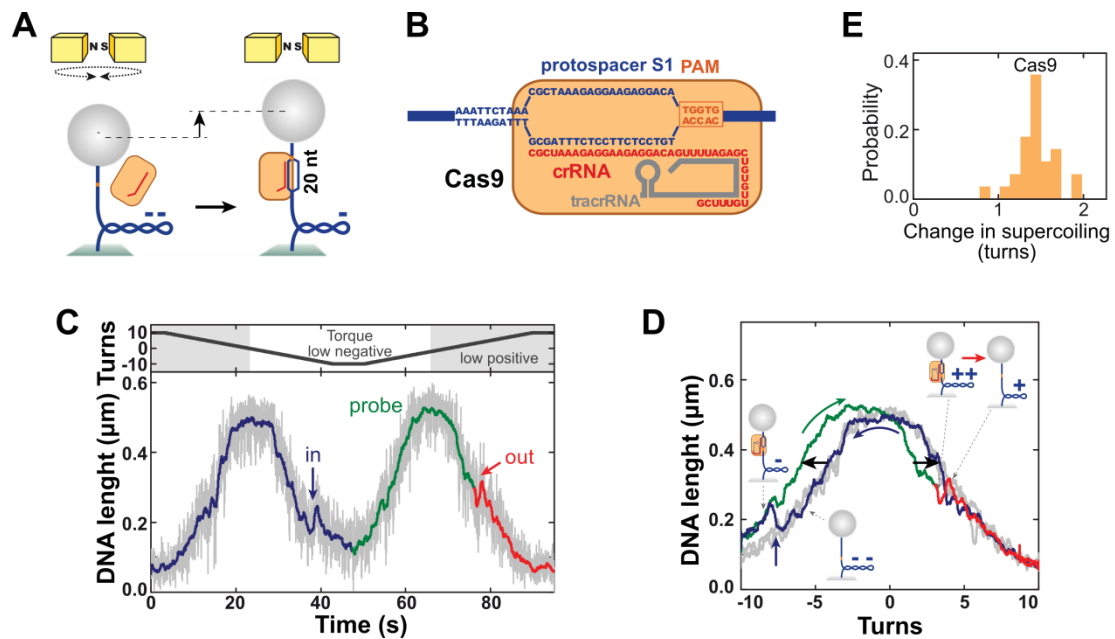 A
N S
N S
20 nt
- -
-
B
protospacer S1 PAM
CGCTAAAGAGGAAGAGGACA
AAATTCTAAA
TTTAAGATTT
TGGTG
ACCAC
GCGATTTCTCCTTCTCCTGT
CGCUAAAGAGGAAGAGGACAGUUUUAGAGC
UGUGUU
GCUUUGU
Cas9
crRNA
tracrRNA
E
Cas9
Probability
0.4
0.2
0.0
0 1 2
Change in supercoiling
(turns)
C
Turns
10
0
-10
Torque
low negative
low positive
DNA lenght (μm)
0.6
0.4
0.2
0.0
probe
in
out
0 20 40 60 80
Time (s)
D
DNA lenght (μm)
0.6
0.4
0.2
0.0
++
+
-
- -
-10 -5 0 5 10
Turns